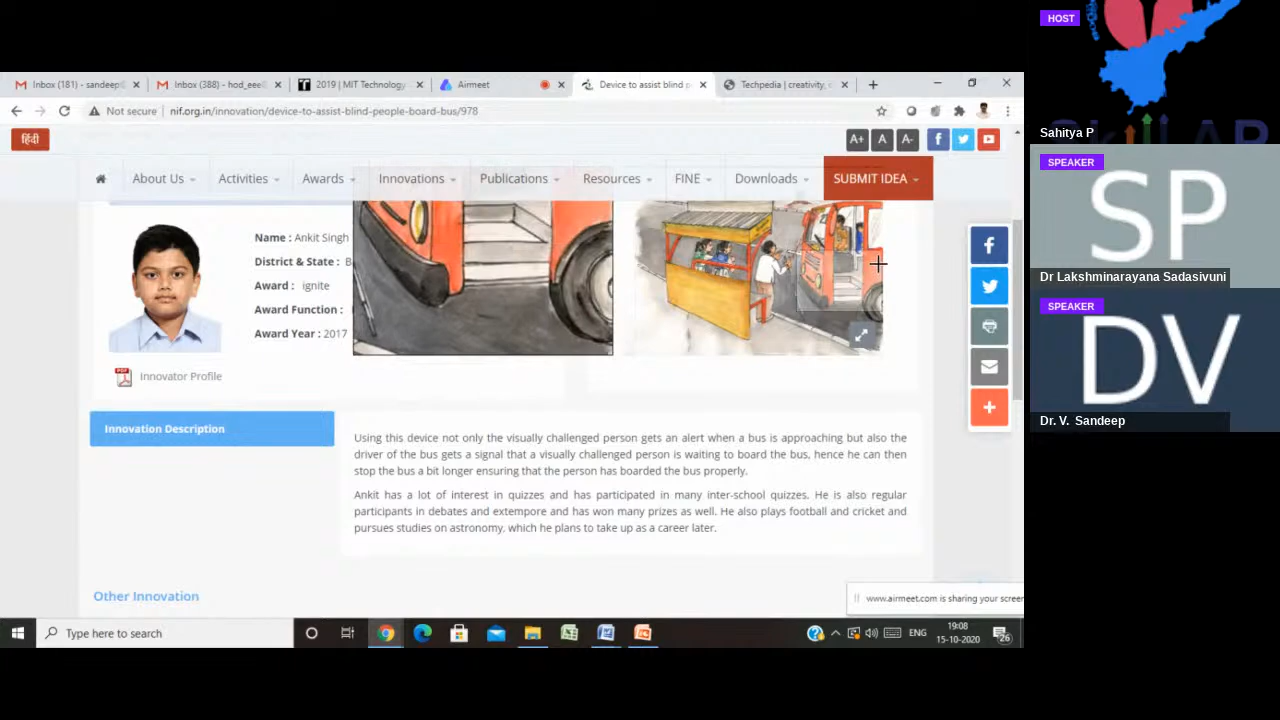 Inbox (181) - sandeep
Inbox (388) - hod_eee
2019 | MIT Technology
Airmeet
Device to assist blind p
Techpedia | creativity,
Not secure
nif.org.in/innovation/device-to-assist-blind-people-board-bus/978
हिंदी
A+
A
A-
About Us
Activities
Awards
Innovations
Publications
Resources
FINE
Downloads
SUBMIT IDEA
Name : Ankit Singh
District & State : B
Award : ignite
Award Function :
Award Year : 2017
PDF
Innovator Profile
Innovation Description
Using this device not only the visually challenged person gets an alert when a bus is approaching but also the
driver of the bus gets a signal that a visually challenged person is waiting to board the bus, hence he can then
stop the bus a bit longer ensuring that the person has boarded the bus properly.
Ankit has a lot of interest in quizzes and has participated in many inter-school quizzes. He is also regular
participants in debates and extempore and has won many prizes as well. He also plays football and cricket and
pursues studies on astronomy, which he plans to take up as a career later.
Other Innovation
www.airmeet.com is sharing your screen
Type here to search
ENG
19:08
15-10-2020
26
HOST
Sahitya P
SPEAKER
SP
Dr Lakshminarayana Sadasivuni
SPEAKER
DV
Dr. V. Sandeep